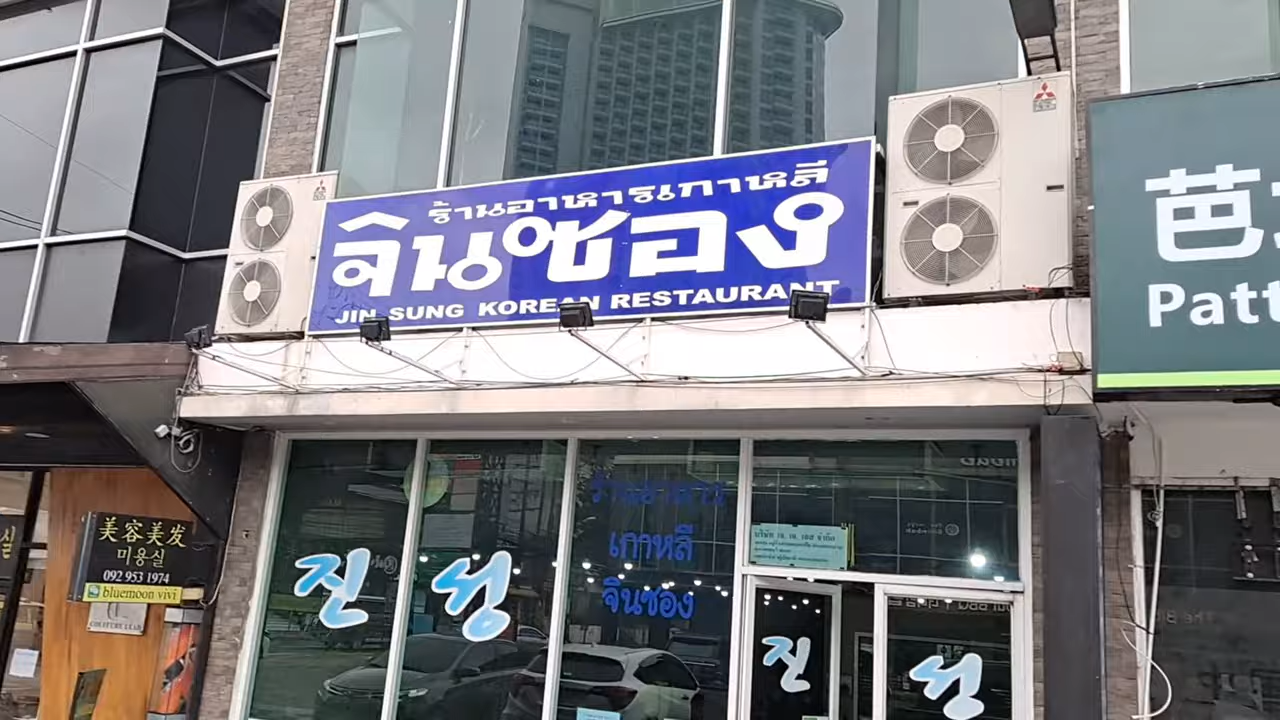 ร้านอาหารเกาหลี
จินซอง
JIN SUNG KOREAN RESTAURANT
芭
Patt
ร้านอาหาร
เกาหลี
จินซอง
진 성
진 성
美容美发
미용실
092 953 1974
bluemoon vivi